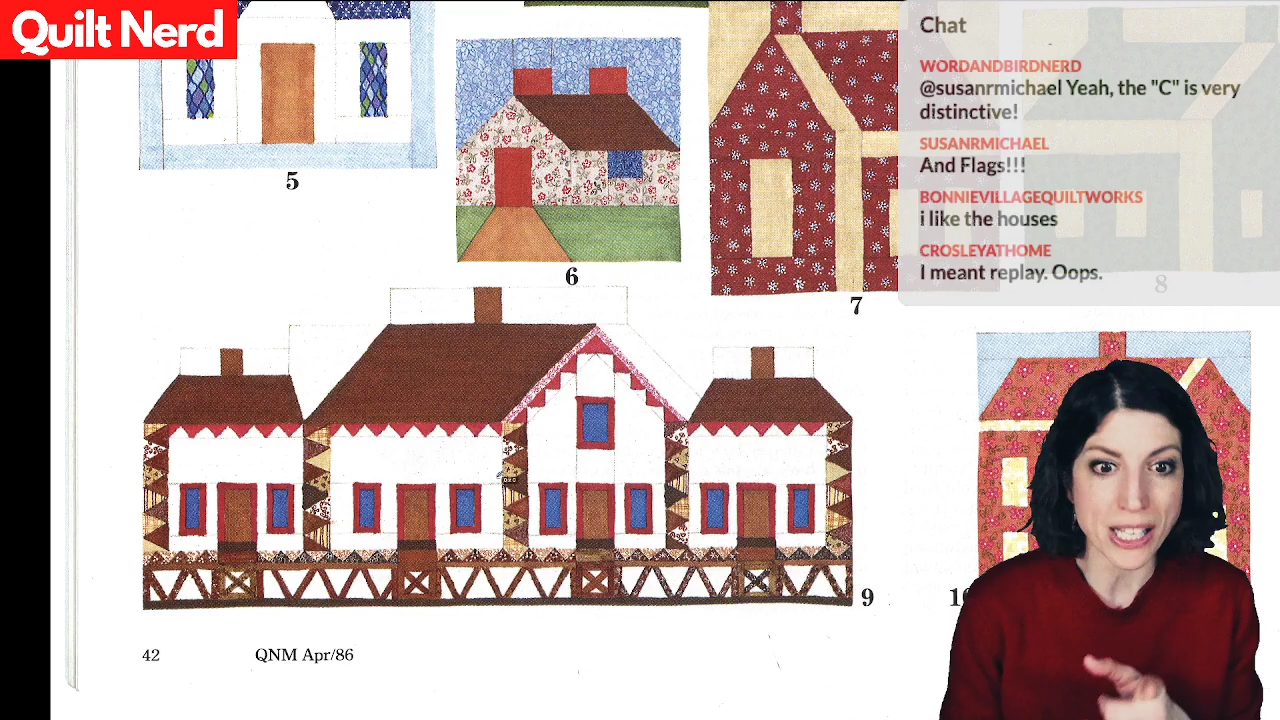 Quilt Nerd
Chat
WORDANDBIRDNERD
@susanrmichael Yeah, the "C" is very
distinctive!
SUSANRMICHAEL
And Flags!!!
BONNIEVILLAGEQUILTWORKS
i like the houses
CROSLEYATHOME
I meant replay. Oops.
5
6
7
8
9
10
42 QNM Apr/86